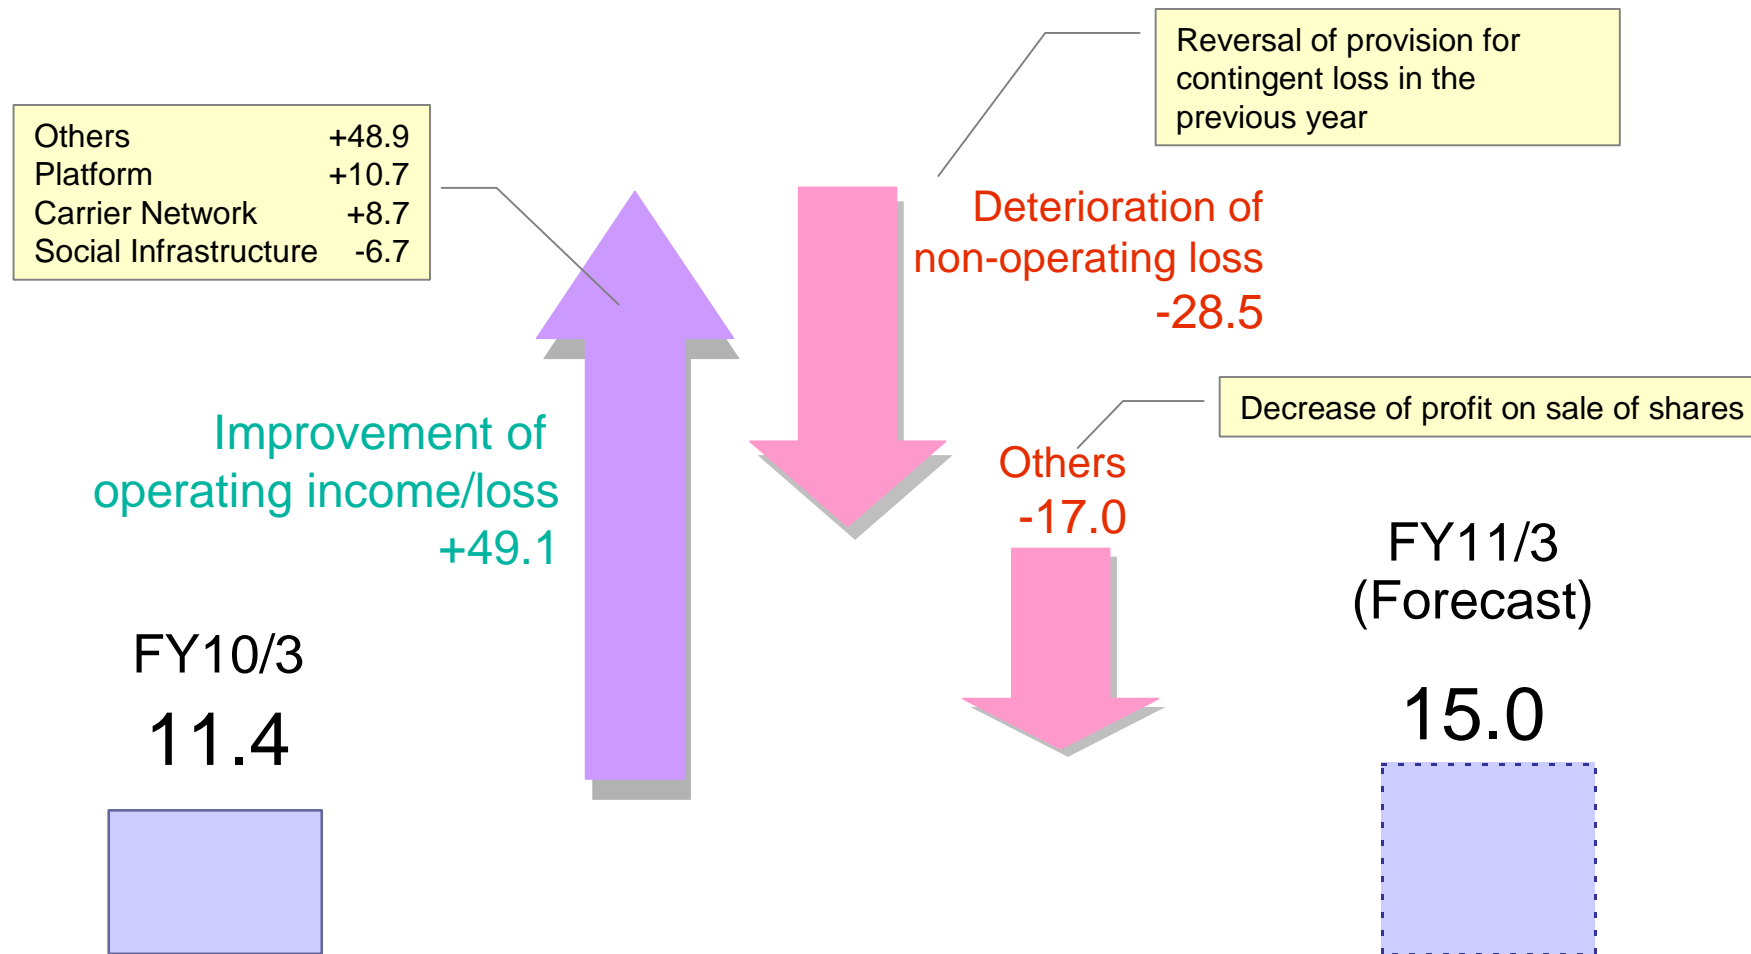 Reversal of provision for
contingent loss in the
previous year
Others +48.9
Platform +10.7
Carrier Network +8.7
Social Infrastructure -6.7
Deterioration of
non-operating loss
-28.5
Decrease of profit on sale of shares
Improvement of
operating income/loss
+49.1
Others
-17.0
FY11/3
(Forecast)
15.0
FY10/3
11.4